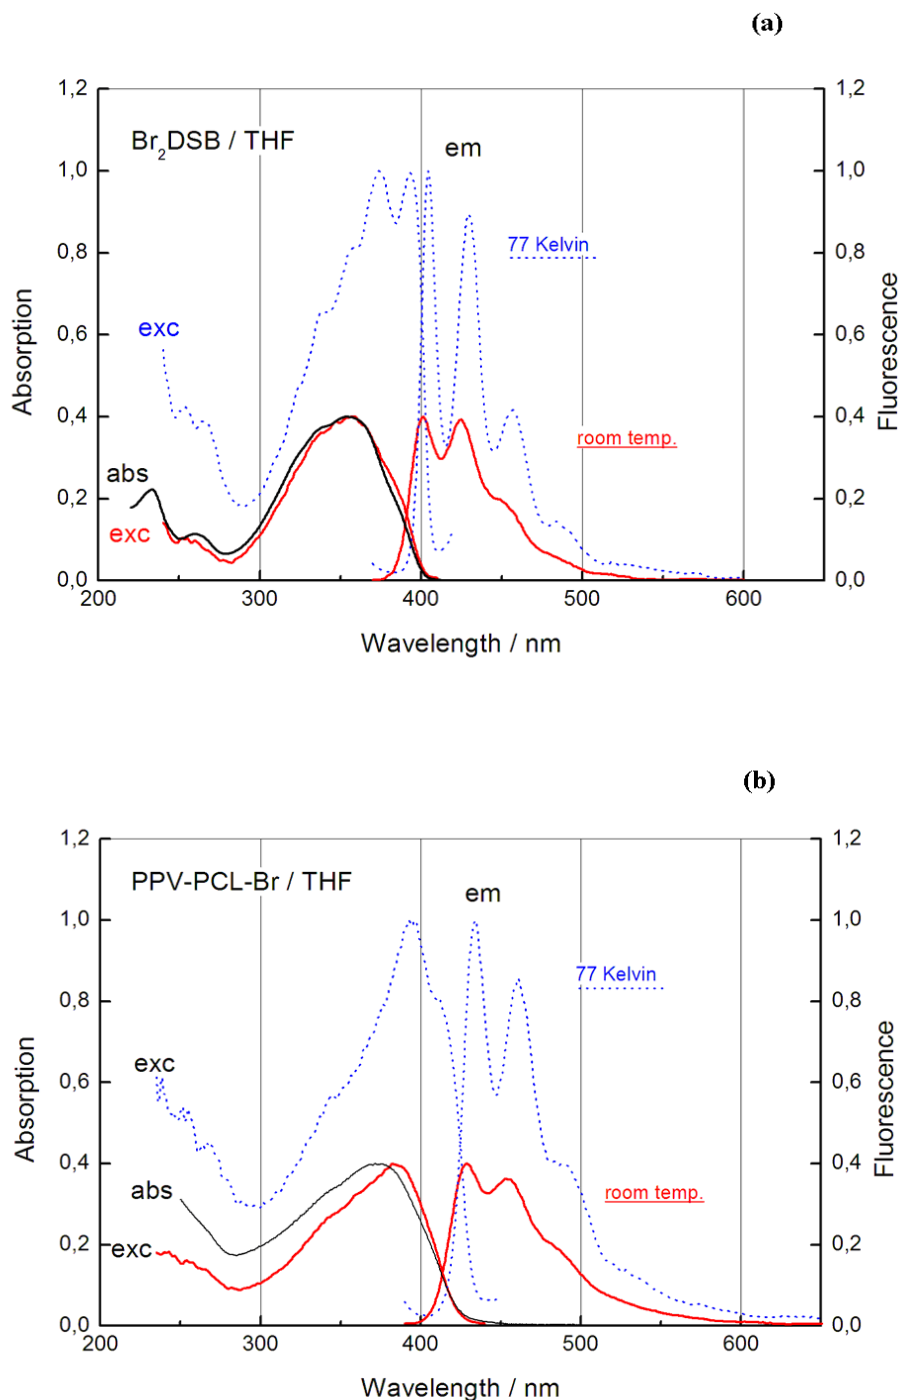 (a)
1,2
1,2
Br2DSB / THF
em
1,0
1,0
77 Kelvin
0,8
0,8
exc
0,6
0,6
Absorption
Fluorescence
0,4
0,4
room temp.
abs
0,2
0,2
exc
0,0
0,0
200 300 400 500 600
Wavelength / nm
(b)
1,2
1,2
PPV-PCL-Br / THF
em
1,0
1,0
77 Kelvin
0,8
0,8
exc
0,6
0,6
Absorption
Fluorescence
0,4
0,4
abs
room temp.
exc
0,2
0,2
0,0
0,0
200 300 400 500 600
Wavelength / nm